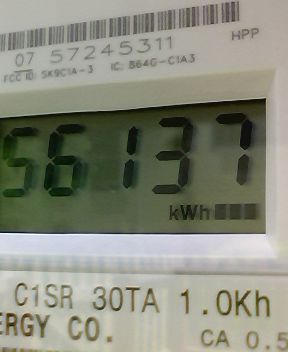 07 57245311
HPP
FCC ID: SK9C1A-3 IC: 864G-C1A3
56137
kWh
C1SR 30TA 1.0Kh
ERGY CO.
CA 0.5